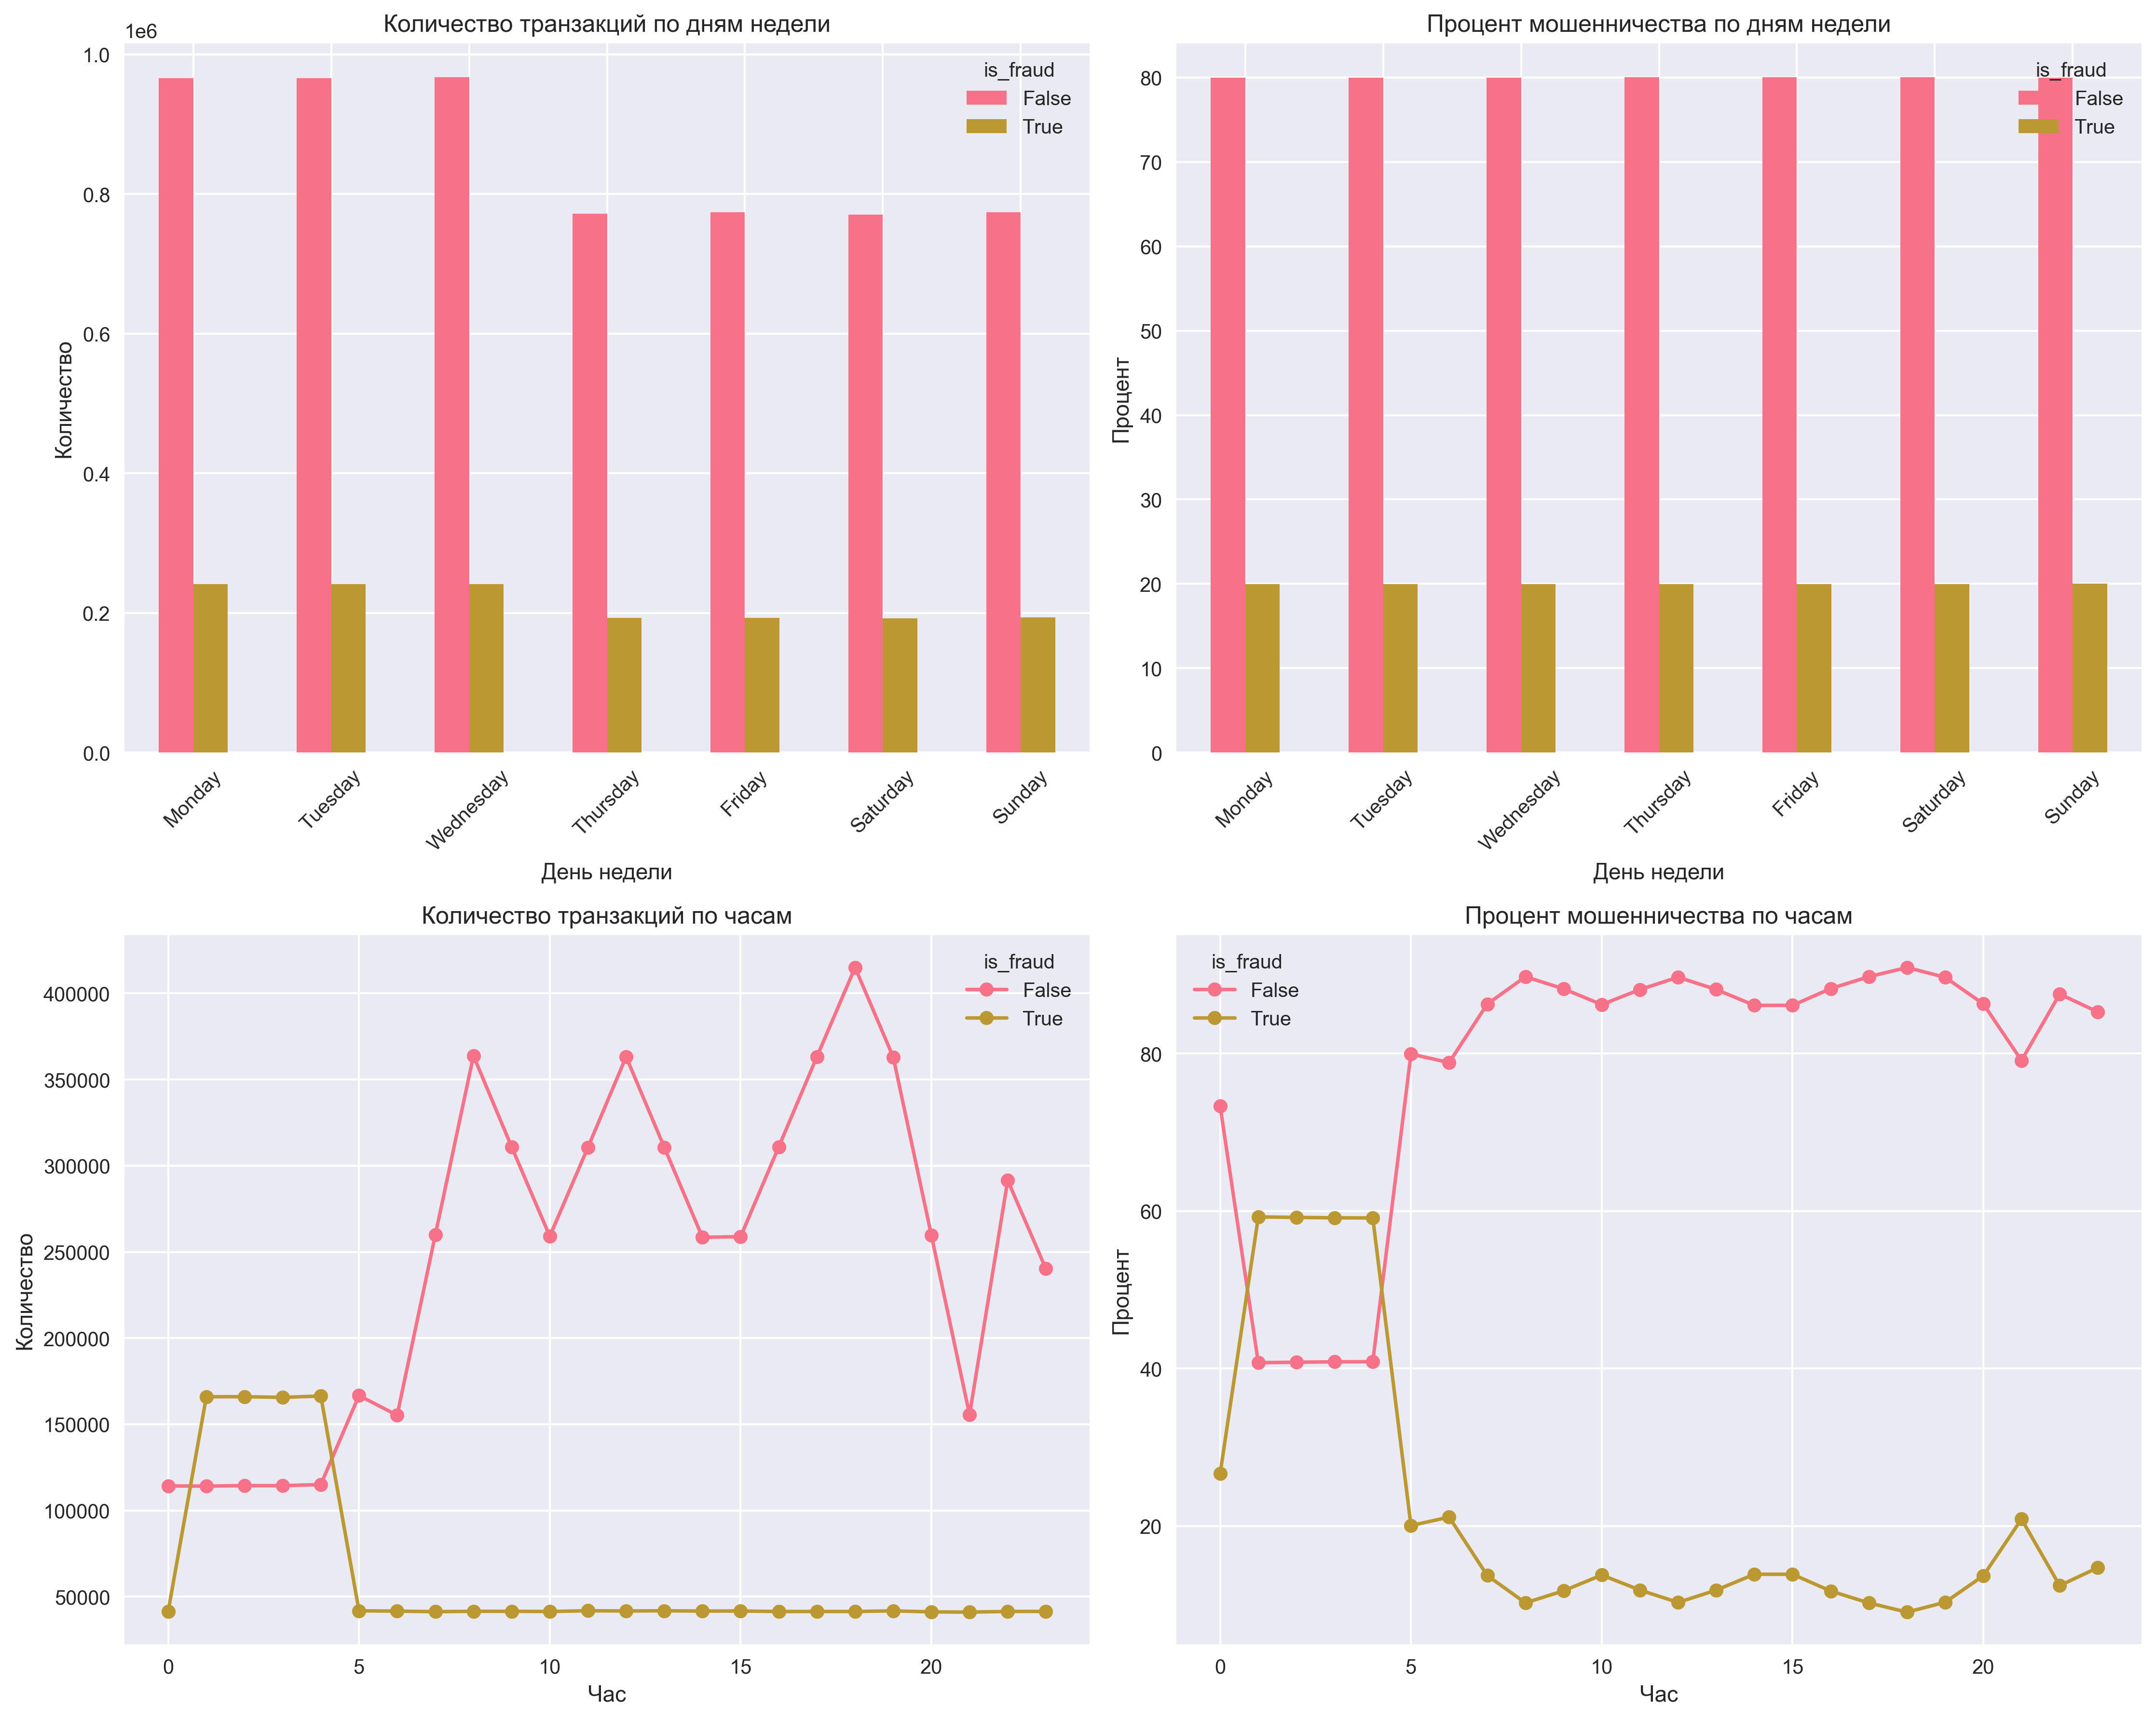 Количество транзакций по дням недели
1e6
1.0
0.8
0.6
0.4
0.2
0.0
Количество
is_fraud
False
True
Monday
Tuesday
Wednesday
Thursday
Friday
Saturday
Sunday
День недели
Процент мошенничества по дням недели
80
70
60
50
40
30
20
10
0
Процент
is_fraud
False
True
Monday
Tuesday
Wednesday
Thursday
Friday
Saturday
Sunday
День недели
Количество транзакций по часам
400000
350000
300000
250000
200000
150000
100000
50000
Количество
is_fraud
False
True
0
5
10
15
20
Час
Процент мошенничества по часам
80
60
40
20
Процент
is_fraud
False
True
0
5
10
15
20
Час